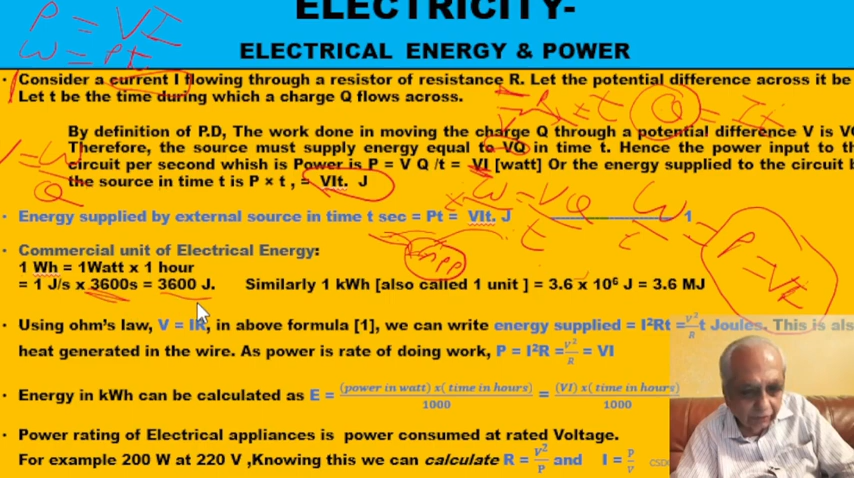 ELECTRICITY-
P = VI
W = Pt
ELECTRICAL ENERGY & POWER
· Consider a current I flowing through a resistor of resistance R. Let the potential difference across it be
Let t be the time during which a charge Q flows across.
Q = It
By definition of P.D, The work done in moving the charge Q through a potential difference V is
Therefore, the source must supply energy equal to VQ in time t. Hence the power input to
circuit per second whish is Power is P = V Q /t = VI [watt] Or the energy supplied to the circuit
the source in time t is P × t , = VIt. J
· Energy supplied by external source in time t sec = Pt = VIt. J 1
W = VQ
t
W
t
= P = VI
· Commercial unit of Electrical Energy:
1 Wh = 1Watt x 1 hour
= 1 J/s x 3600s = 3600 J. Similarly 1 kWh [also called 1 unit ] = 3.6 x 10⁶ J = 3.6 MJ
· Using ohm's law, V = IR, in above formula [1], we can write energy supplied = I²Rt = V²/R t Joules. This is
heat generated in the wire. As power is rate of doing work, P = I²R = V²/R = VI
· Energy in kWh can be calculated as E = (power in watt) x( time in hours)/1000 = (VI) x( time in hours)/1000
· Power rating of Electrical appliances is power consumed at rated Voltage.
For example 200 W at 220 V ,Knowing this we can calculate R = V²/P and I = P/V